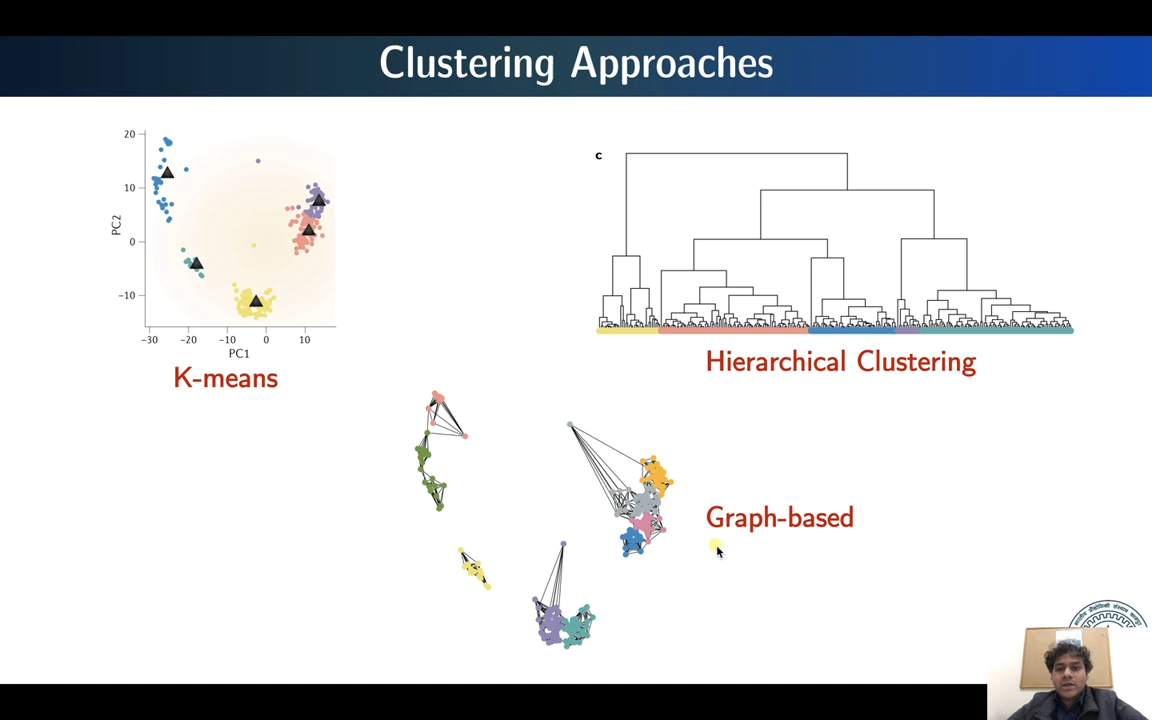 Clustering Approaches
20
10
0
−10
PC2
−30
−20
−10
0
10
PC1
K-means
c
Hierarchical Clustering
Graph-based